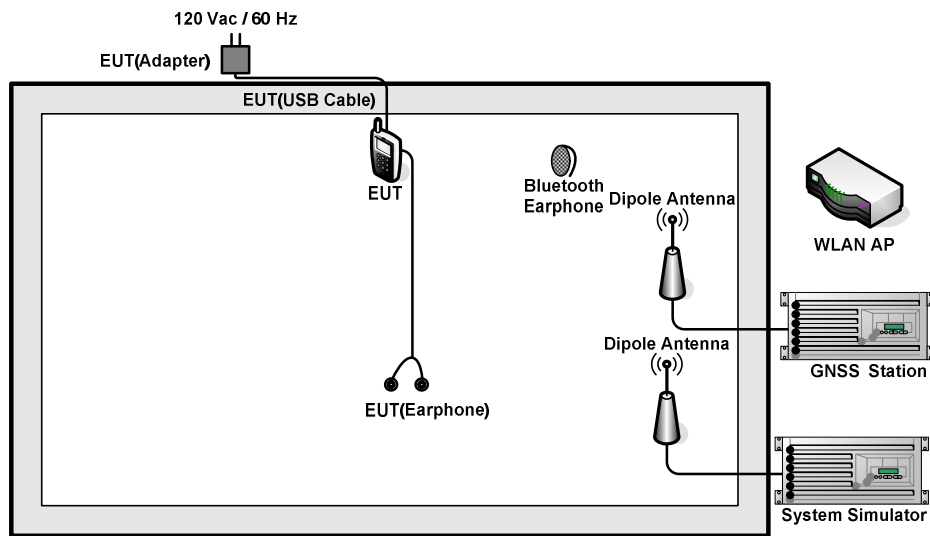 120 Vac / 60 Hz
EUT(Adapter)
EUT(USB Cable)
EUT
Bluetooth
Earphone
Dipole Antenna
WLAN AP
GNSS Station
Dipole Antenna
EUT(Earphone)
System Simulator